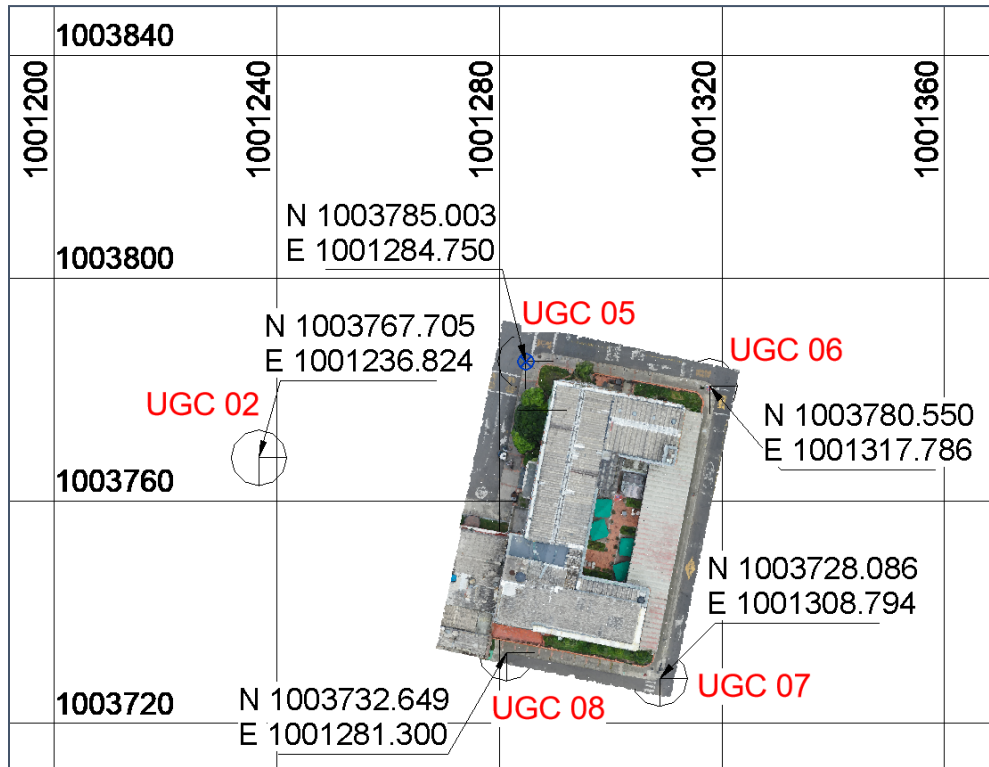 1003840
1001200
1001240
1001280
1001320
1001360
N 1003785.003
E 1001284.750
1003800
UGC 05
N 1003767.705
E 1001236.824
UGC 06
UGC 02
N 1003780.550
E 1001317.786
1003760
N 1003728.086
E 1001308.794
UGC 07
1003720
N 1003732.649
E 1001281.300
UGC 08